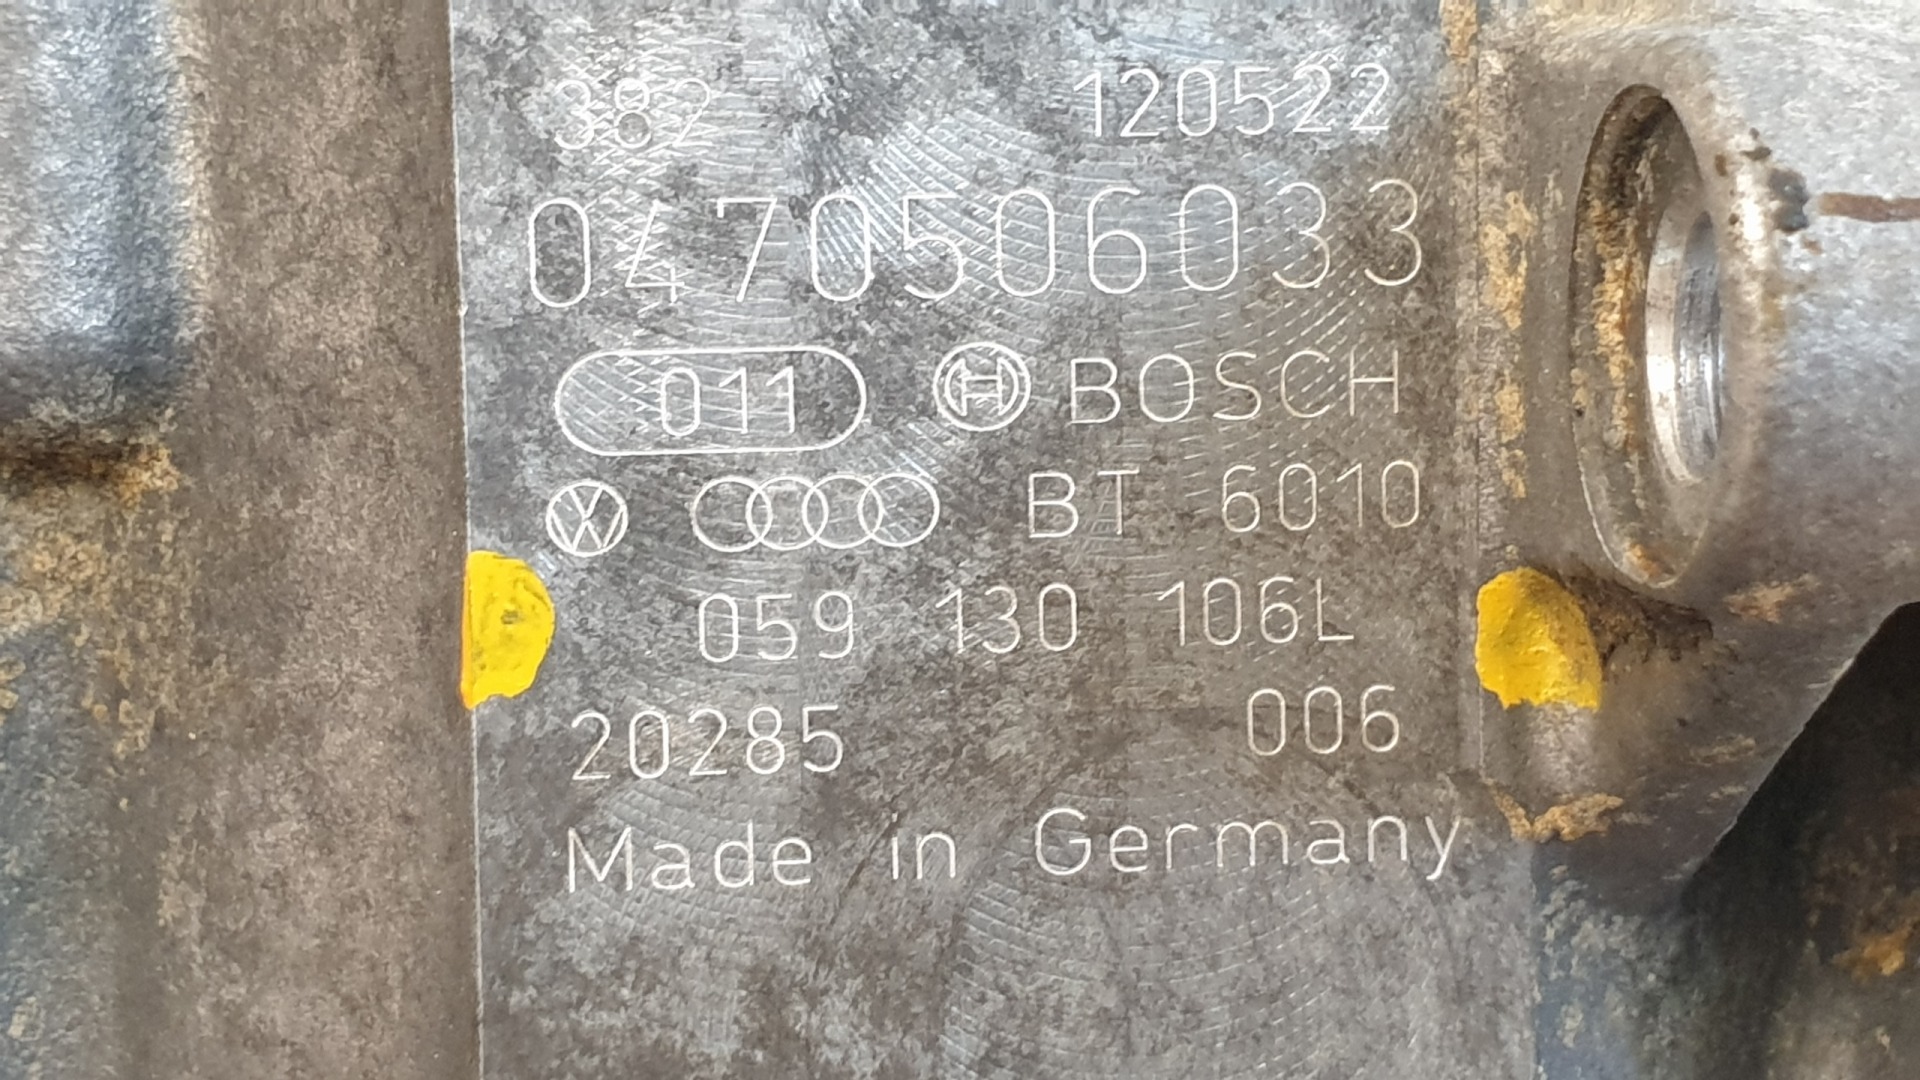 382 120522
0470506033
011 BOSCH
BT 6010
059 130 106L
20285 006
Made in Germany